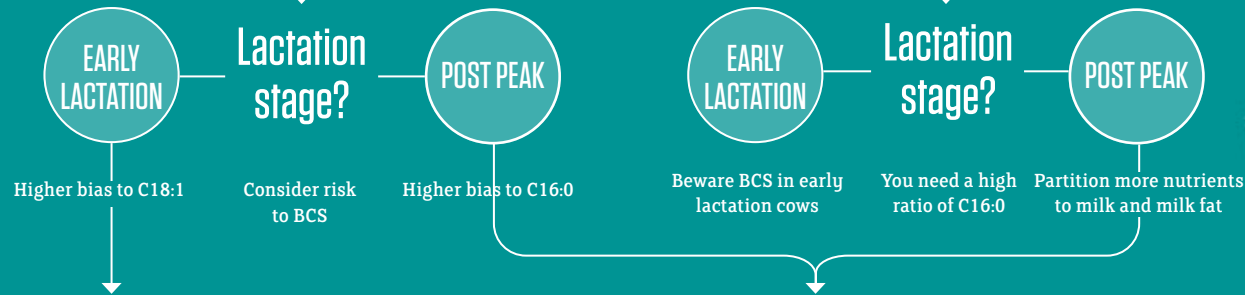 EARLY
LACTATION
Lactation
stage?
POST PEAK
Higher bias to C18:1
Consider risk
to BCS
Higher bias to C16:0
EARLY
LACTATION
Lactation
stage?
POST PEAK
Beware BCS in early
lactation cows
You need a high
ratio of C16:0
Partition more nutrients
to milk and milk fat